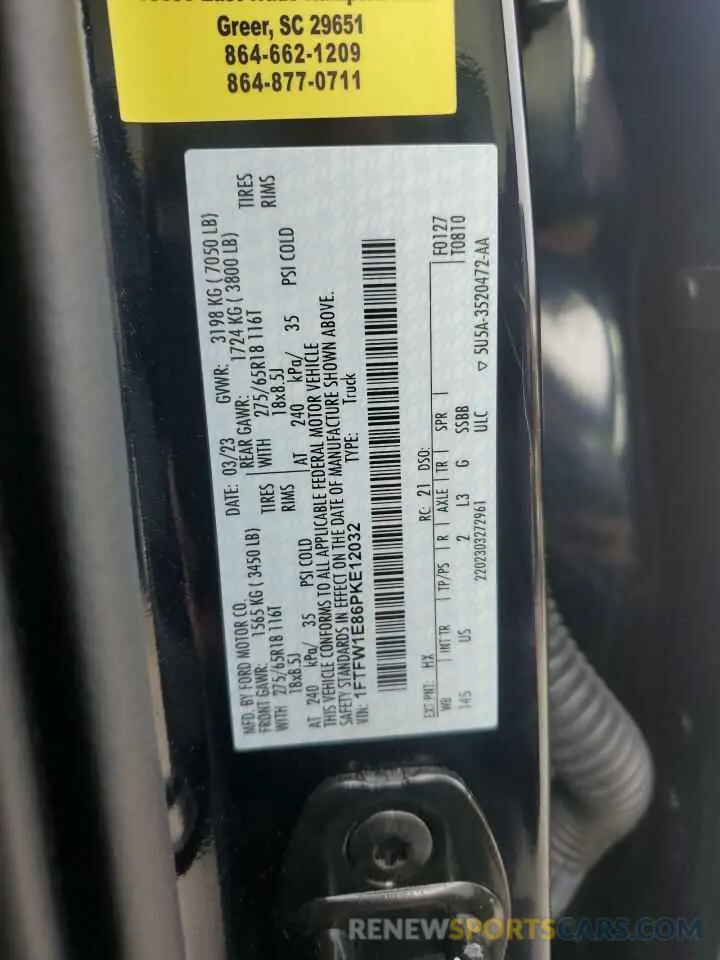 Greer, SC 29651
864-662-1209
864-877-0711
MFD. BY FORD MOTOR CO.
DATE: 03/23
GVWR: 3198 KG ( 7050 LB)
FRONT GAWR: 1565 KG ( 3450 LB)
REAR GAWR: 1724 KG ( 3800 LB)
WITH 275/65R18 116T TIRES
WITH 275/65R18 116T TIRES
18x8.5J RIMS
18x8.5J RIMS
AT 240 kPa/ 35 PSI COLD
AT 240 kPa/ 35 PSI COLD
THIS VEHICLE CONFORMS TO ALL APPLICABLE FEDERAL MOTOR VEHICLE
SAFETY STANDARDS IN EFFECT ON THE DATE OF MANUFACTURE SHOWN ABOVE.
VIN: 1FTFW1E86PKE12032
TYPE: Truck
EXT PNT: HX RC: 21 DSO: F0127
WB INT TR TP/PS R AXLE TR SPR T0810
145 US 2 L3 G SSBB
2202303272961 ULC ▽ 5U5A-3520472-AA
RENEWSPORTSCARS.COM